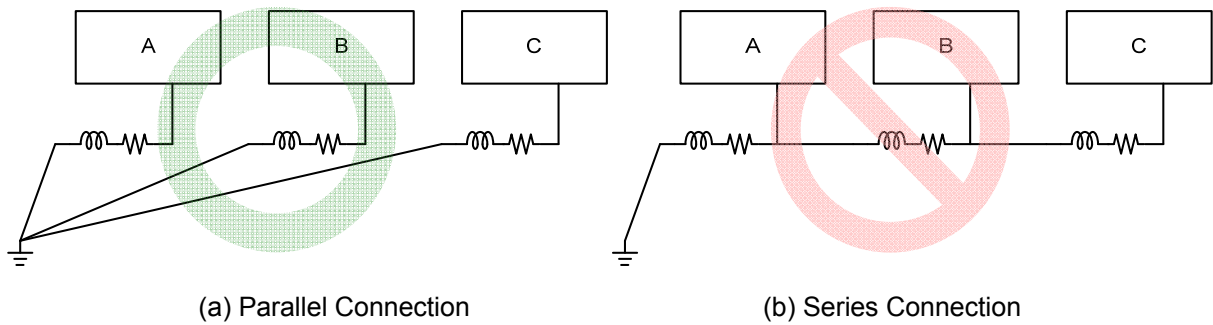 A B C A B C
(a) Parallel Connection (b) Series Connection